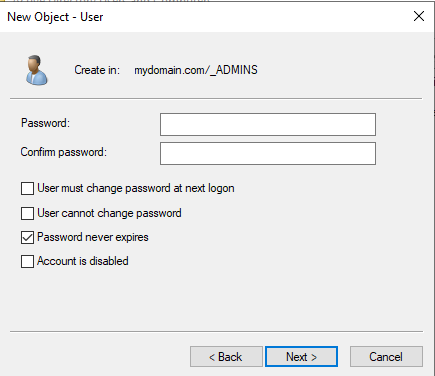 New Object - User
Create in: mydomain.com/_ADMINS
Password:
Confirm password:
User must change password at next logon
User cannot change password
Password never expires
Account is disabled
< Back Next > Cancel